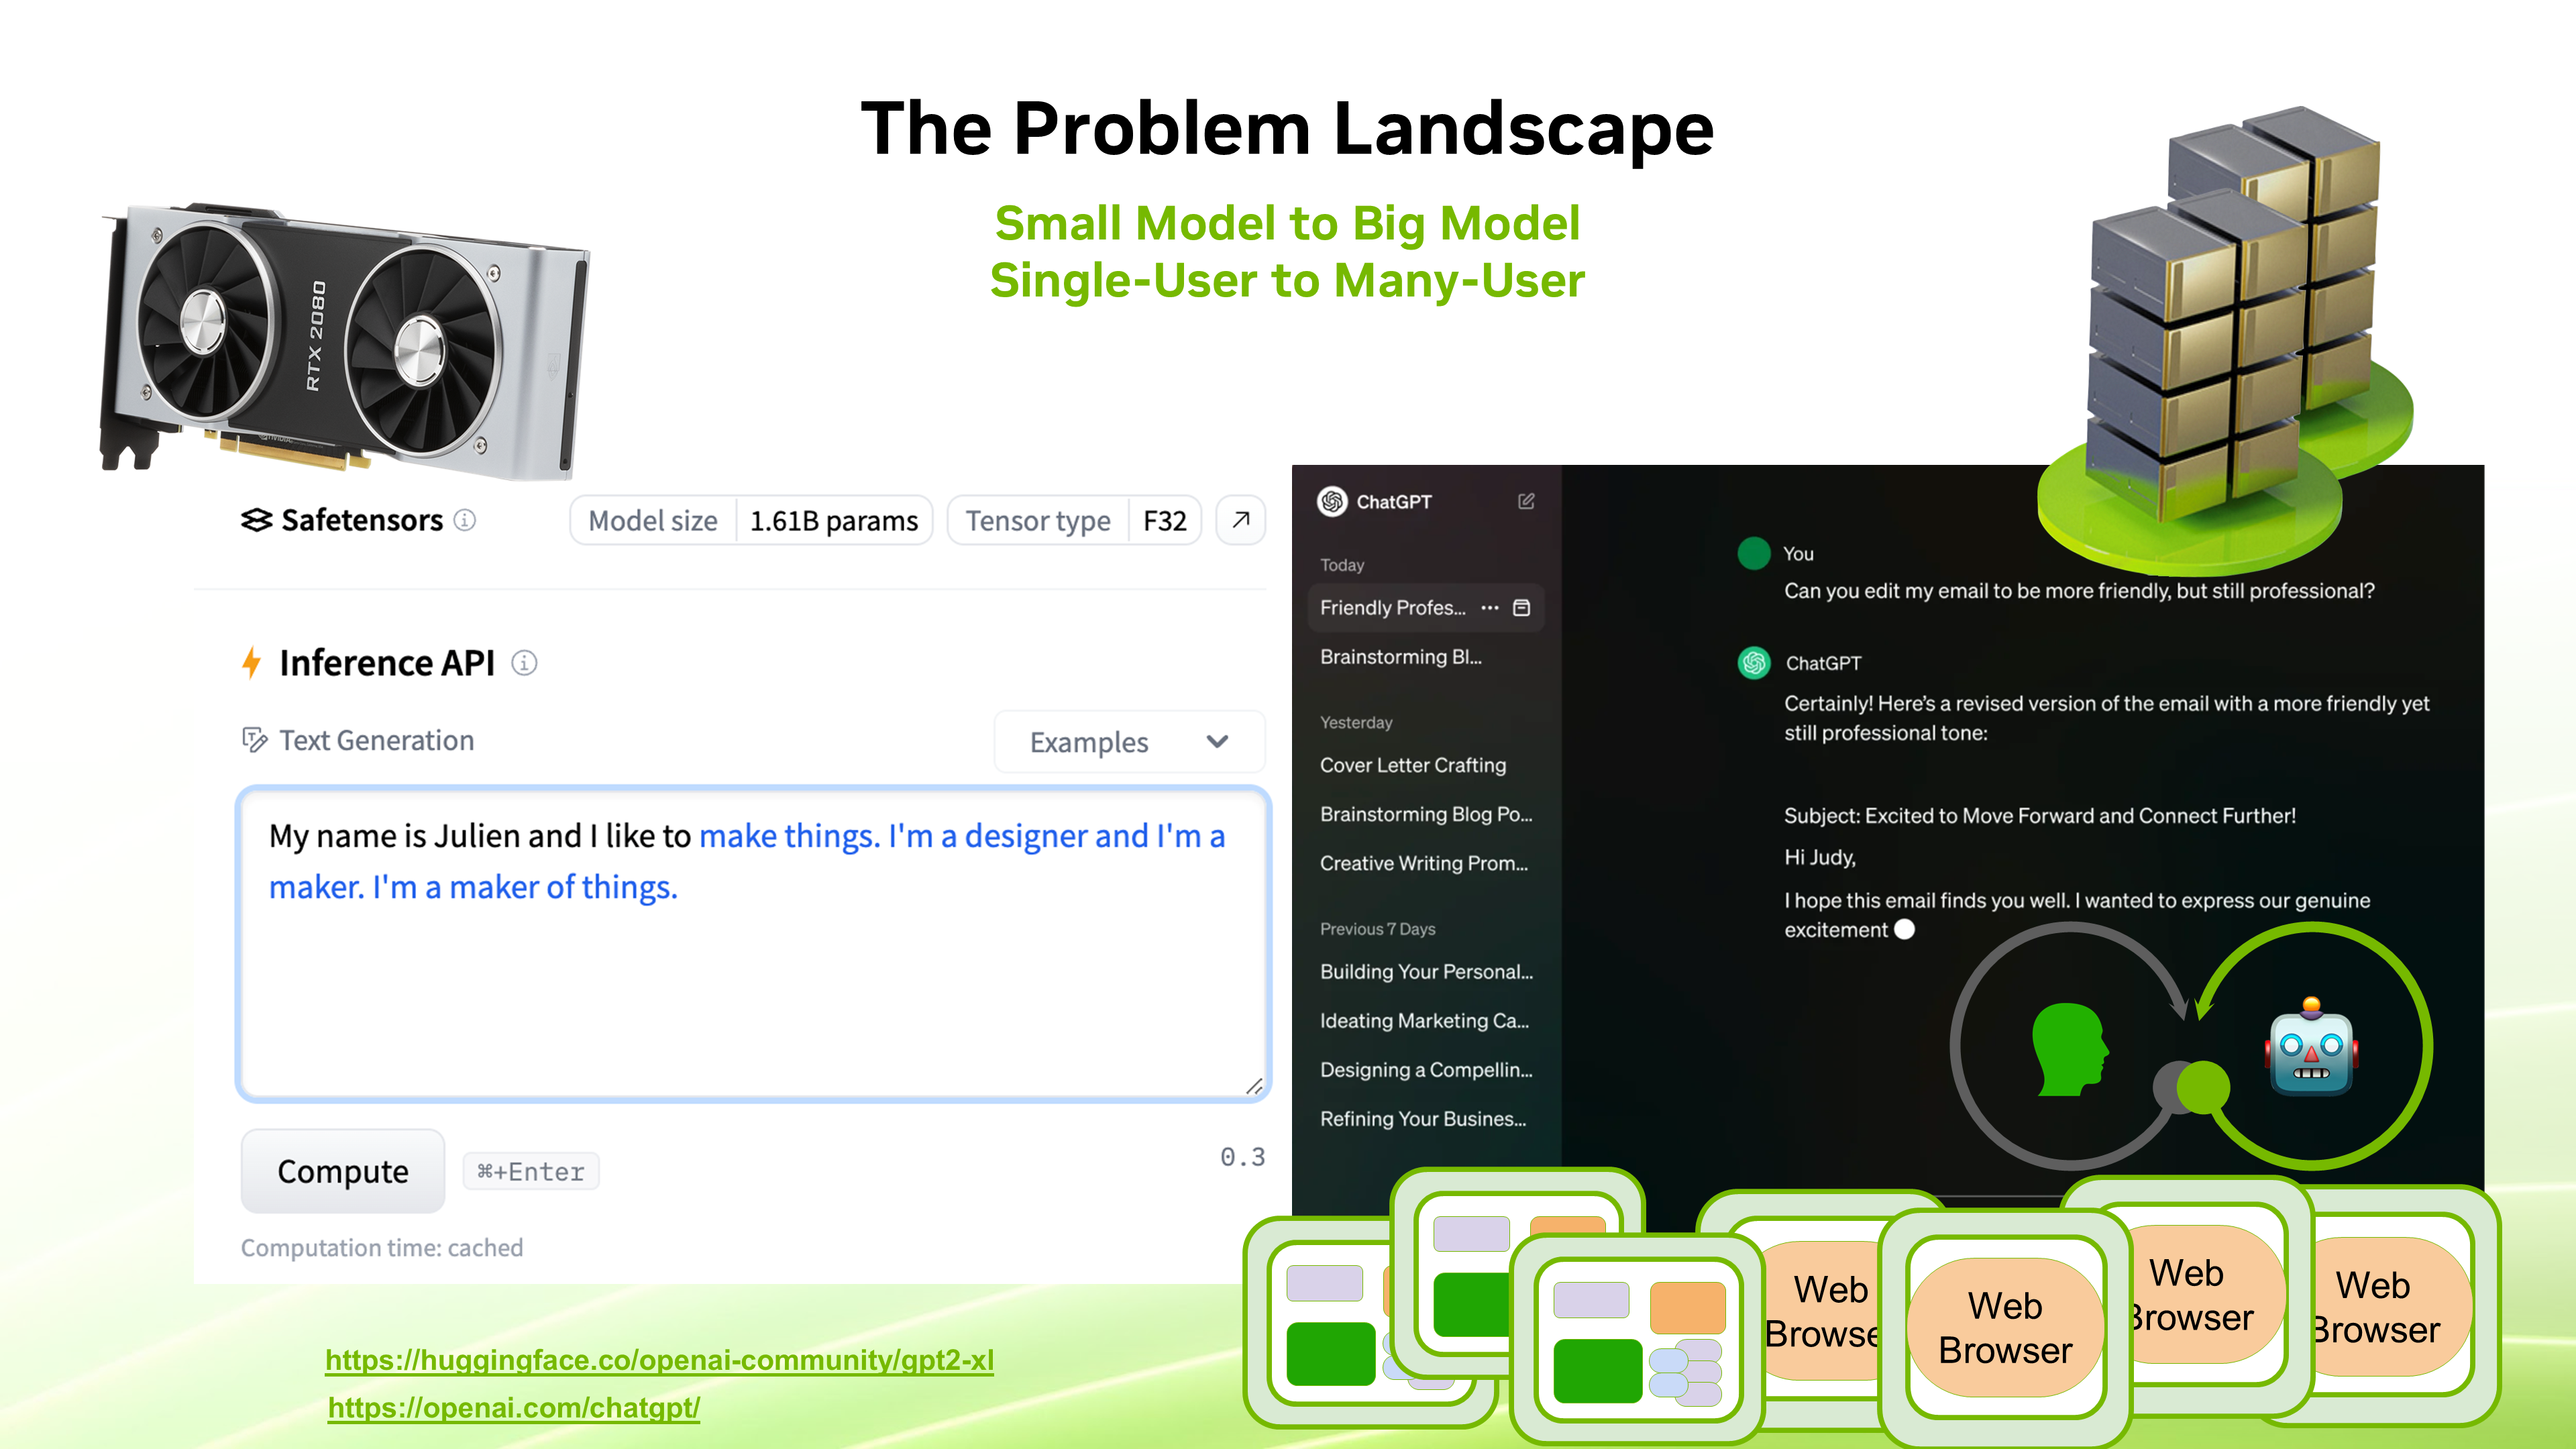 The Problem Landscape
Small Model to Big Model
Single-User to Many-User
RTX 2080
Safetensors
Model size 1.61B params
Tensor type F32
Inference API
Text Generation
Examples
My name is Julien and I like to make things. I'm a designer and I'm a
maker. I'm a maker of things.
Compute
⌘+Enter
0.3
Computation time: cached
https://huggingface.co/openai-community/gpt2-xl
https://openai.com/chatgpt/
ChatGPT
Today
Friendly Profes...
Brainstorming Bl...
Yesterday
Cover Letter Crafting
Brainstorming Blog Po...
Creative Writing Prom...
Previous 7 Days
Building Your Personal...
Ideating Marketing Ca...
Designing a Compellin...
Refining Your Busines...
You
Can you edit my email to be more friendly, but still professional?
ChatGPT
Certainly! Here's a revised version of the email with a more friendly yet
still professional tone:
Subject: Excited to Move Forward and Connect Further!
Hi Judy,
I hope this email finds you well. I wanted to express our genuine
excitement
Web
Browse
Web
Browser
Web
Browser
Web
Browser